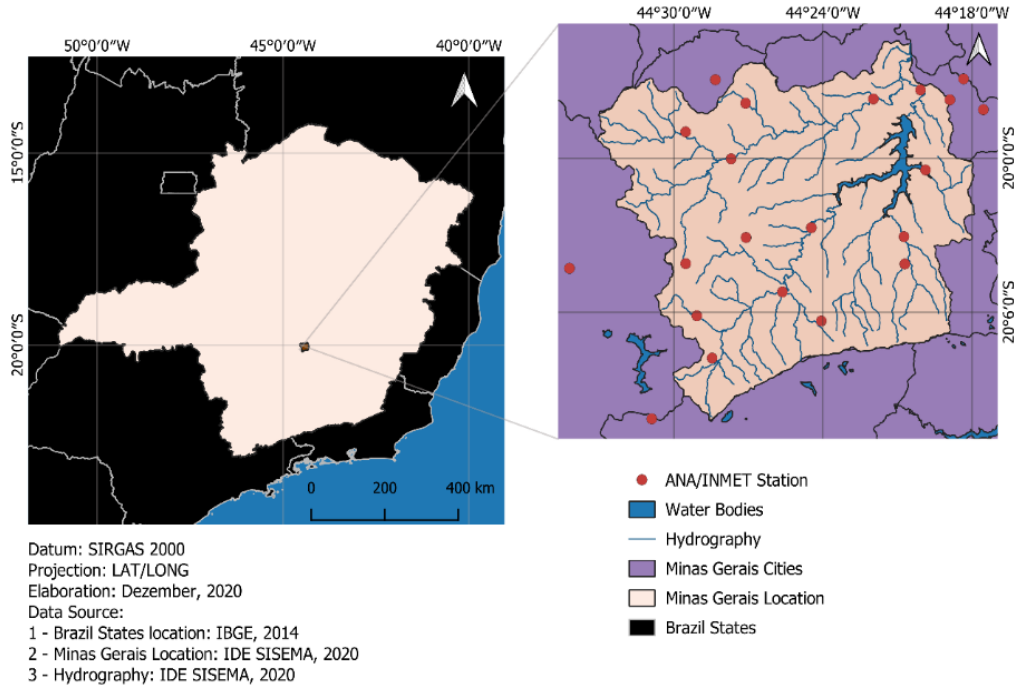 50°0'0"W 45°0'0"W 40°0'0"W
15°0'0"S
20°0'0"S
0 200 400 km
44°30'0"W 44°24'0"W 44°18'0"W
20°0'0"S
20°6'0"S
ANA/INMET Station
Water Bodies
Hydrography
Minas Gerais Cities
Minas Gerais Location
Brazil States
Datum: SIRGAS 2000
Projection: LAT/LONG
Elaboration: Dezember, 2020
Data Source:
1 - Brazil States location: IBGE, 2014
2 - Minas Gerais Location: IDE SISEMA, 2020
3 - Hydrography: IDE SISEMA, 2020